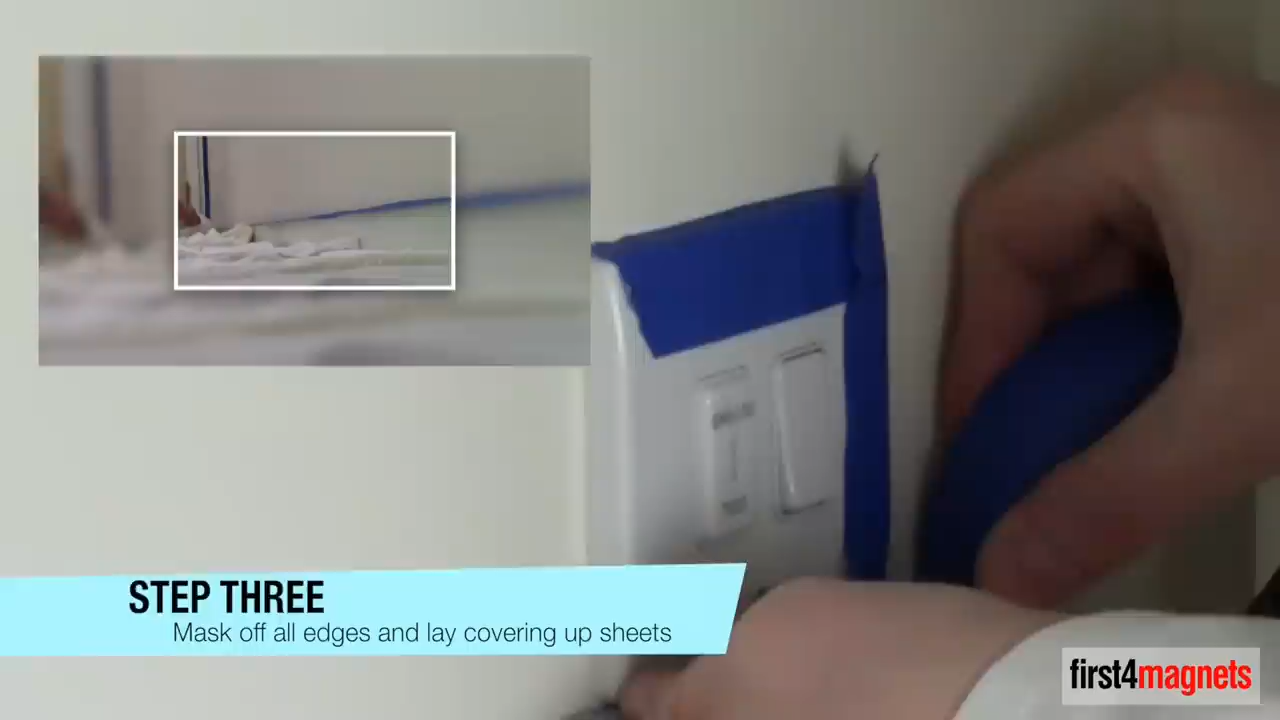 STEP THREE
Mask off all edges and lay covering up sheets
first4magnets